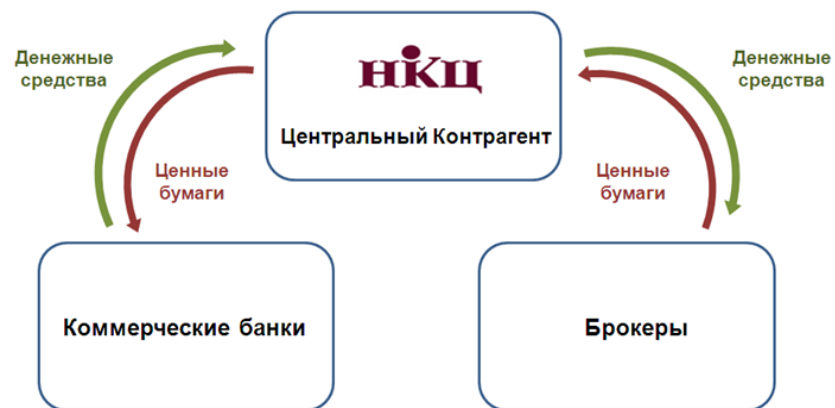 Денежные
средства
Ценные
бумаги
нкц
Центральный Контрагент
Денежные
средства
Ценные
бумаги
Коммерческие банки
Брокеры